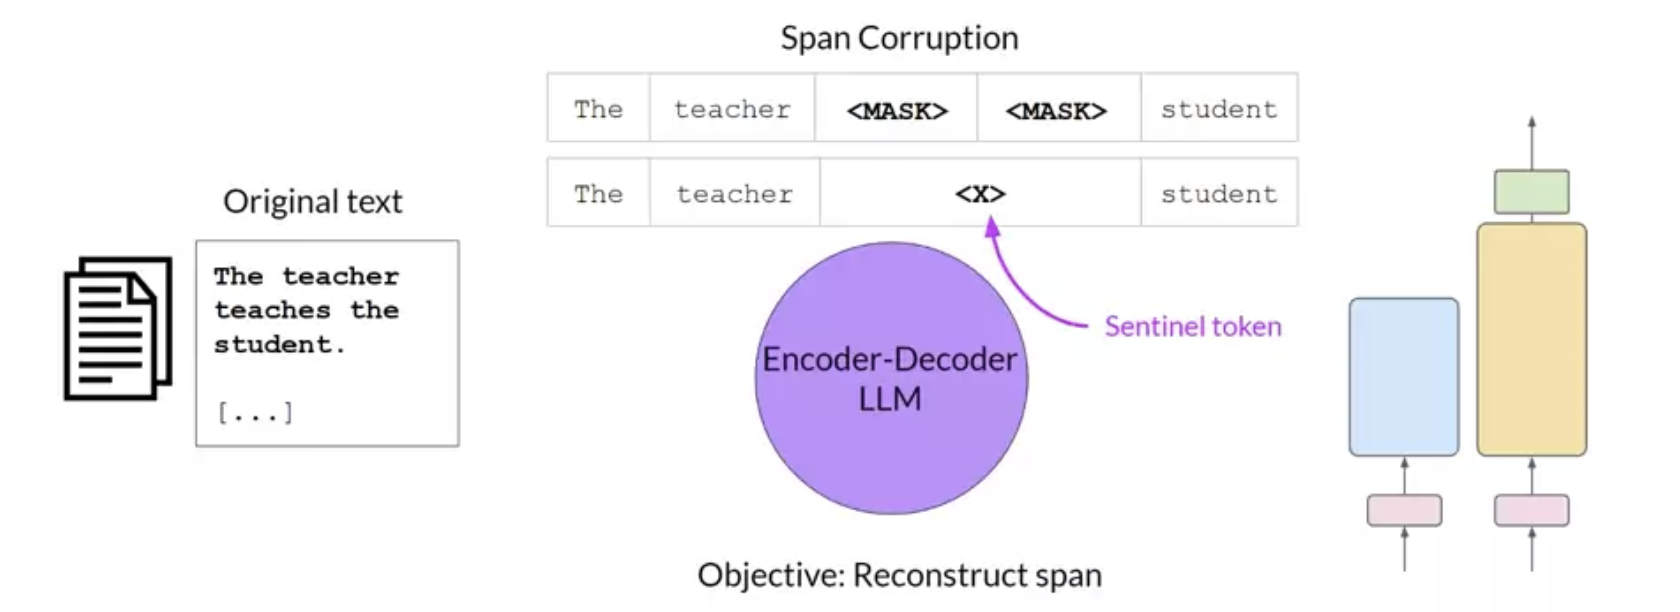 Span Corruption
The teacher <MASK> <MASK> student
The teacher <X> student
Original text
The teacher
teaches the
student.
[...]
Sentinel token
Encoder-Decoder
LLM
Objective: Reconstruct span